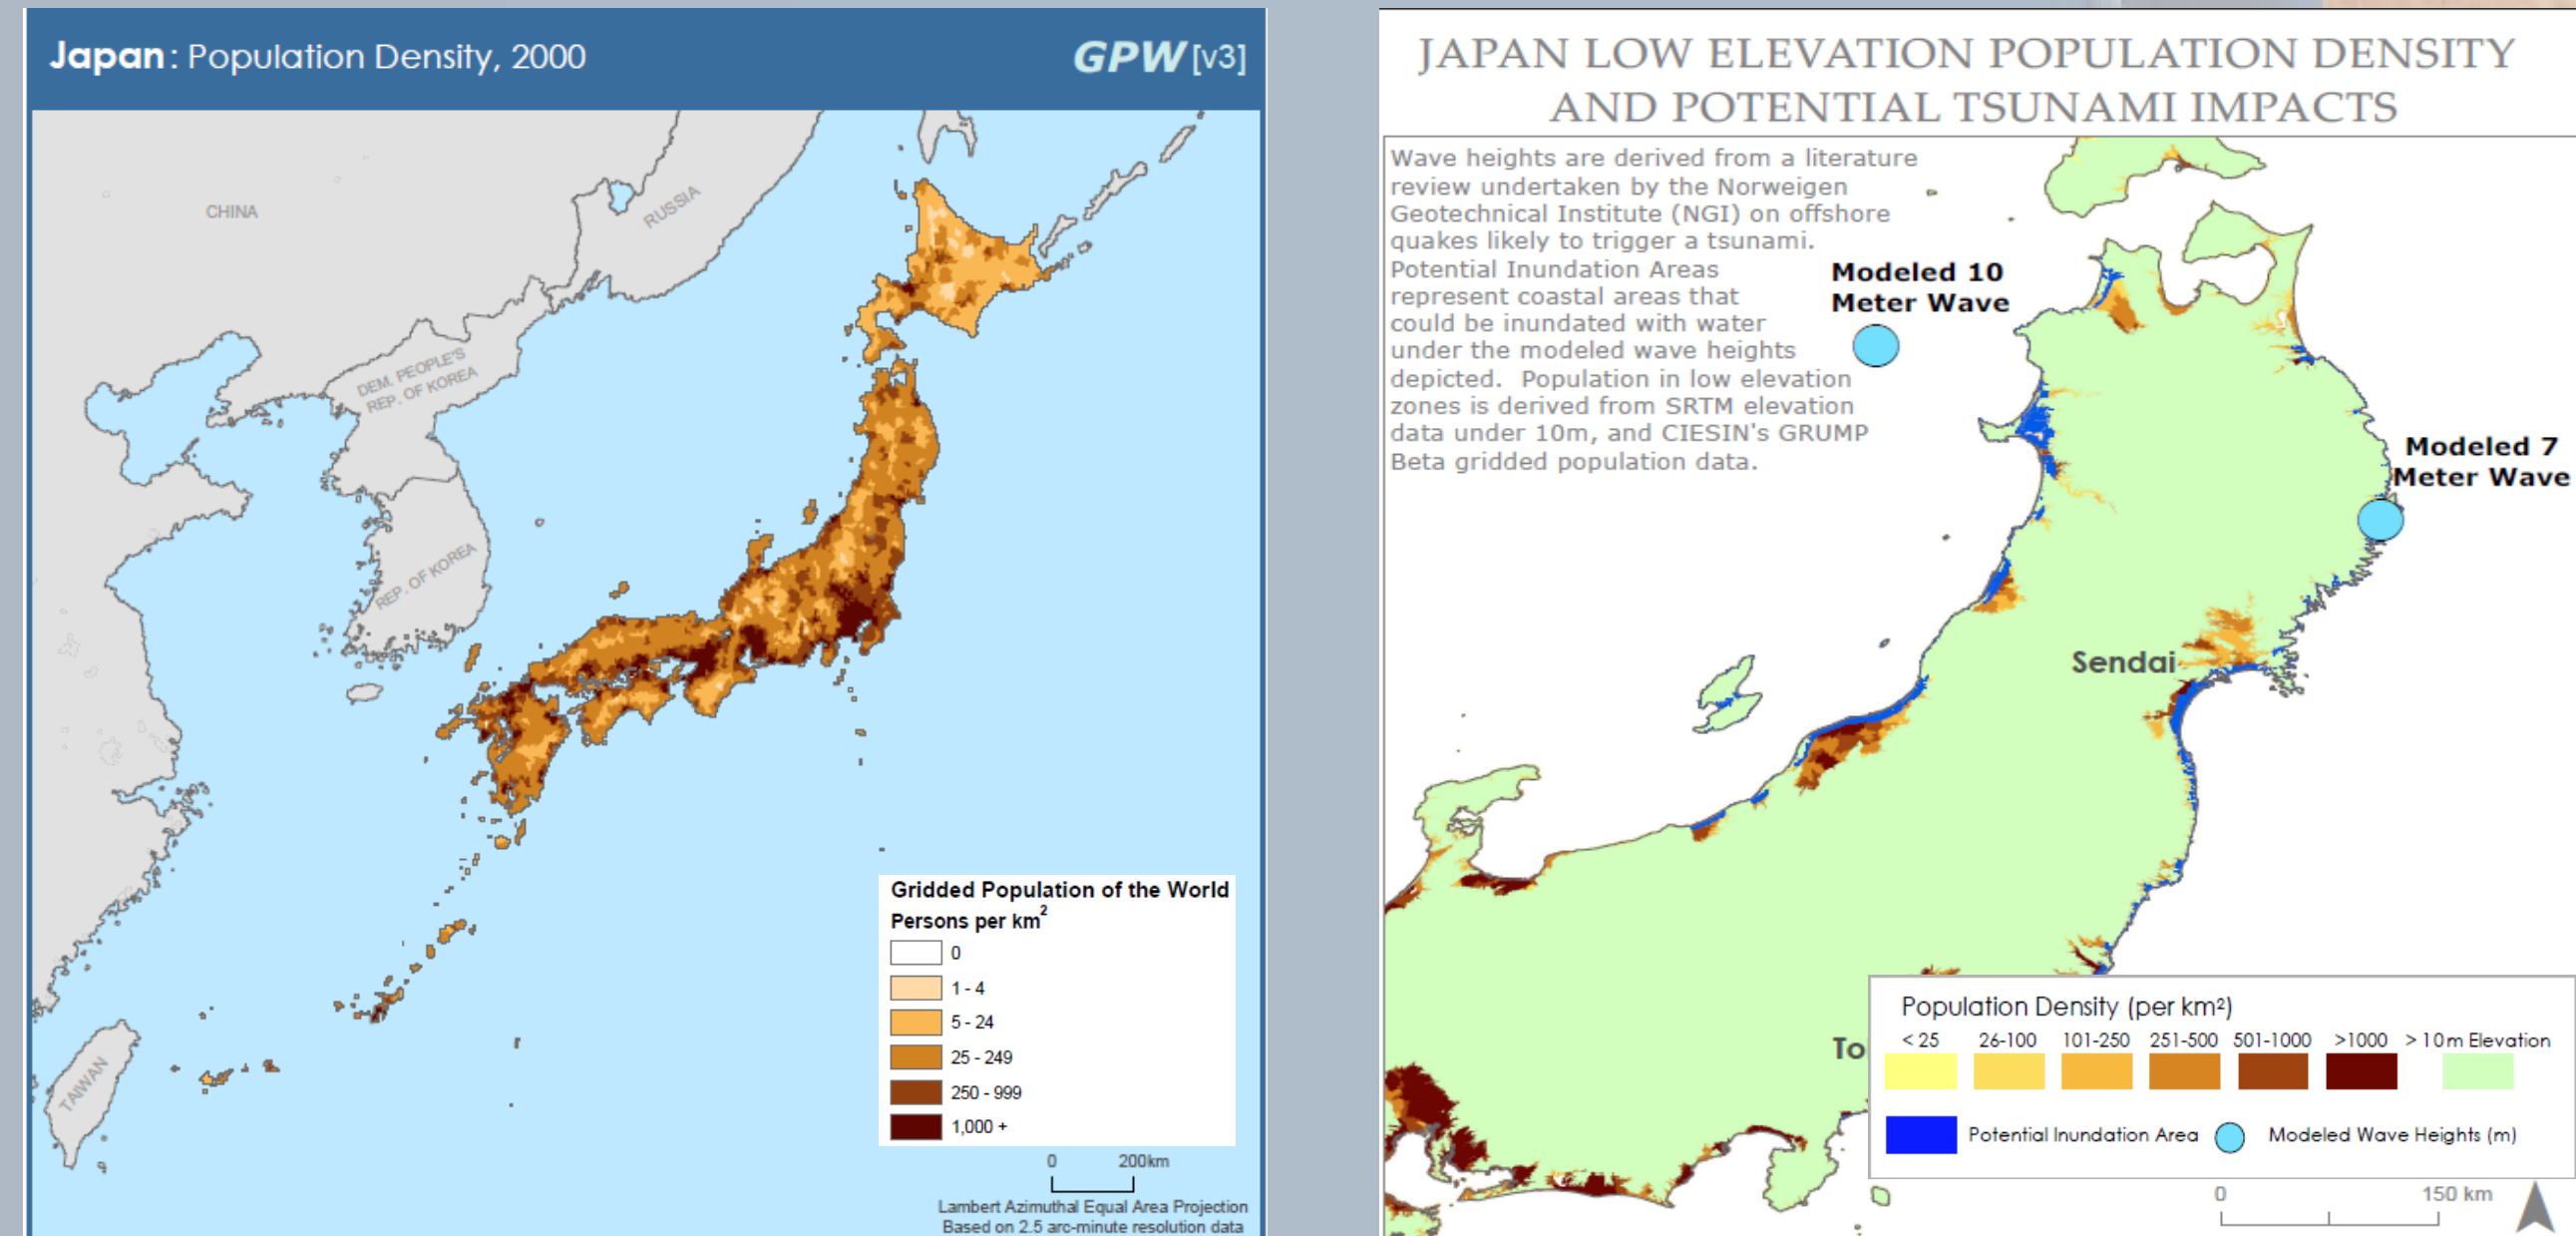 Japan: Population Density, 2000
GPW [v3]
CHINA
RUSSIA
DEM. PEOPLE'S
REP. OF KOREA
REP. OF KOREA
TAIWAN
Gridded Population of the World
Persons per km2
0
1 - 4
5 - 24
25 - 249
250 - 999
1,000 +
0 200km
Lambert Azimuthal Equal Area Projection
Based on 2.5 arc-minute resolution data
JAPAN LOW ELEVATION POPULATION DENSITY
AND POTENTIAL TSUNAMI IMPACTS
Wave heights are derived from a literature
review undertaken by the Norweigen
Geotechnical Institute (NGI) on offshore
quakes likely to trigger a tsunami.
Potential Inundation Areas
represent coastal areas that
could be inundated with water
under the modeled wave heights
depicted. Population in low elevation
zones is derived from SRTM elevation
data under 10m, and CIESIN's GRUMP
Beta gridded population data.
Modeled 10
Meter Wave
Modeled 7
Meter Wave
Sendai
To
Population Density (per km²)
< 25 26-100 101-250 251-500 501-1000 >1000 > 10m Elevation
Potential Inundation Area Modeled Wave Heights (m)
0 150 km